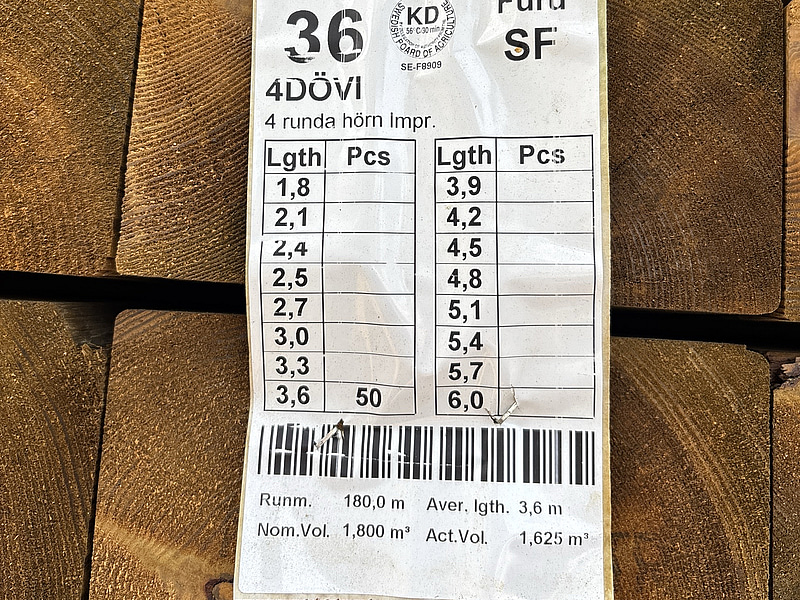 36
KD
56° C/30 min
SWEDISH BOARD OF AGRICULTURE
SE-F8909
Furu
SF
4DÖVI
4 runda hörn Impr.
Lgth Pcs Lgth Pcs
1,8 3,9
2,1 4,2
2,4 4,5
2,5 4,8
2,7 5,1
3,0 5,4
3,3 5,7
3,6 50 6,0
Runm. 180,0 m Aver. lgth. 3,6 m
Nom.Vol. 1,800 m³ Act.Vol. 1,625 m³